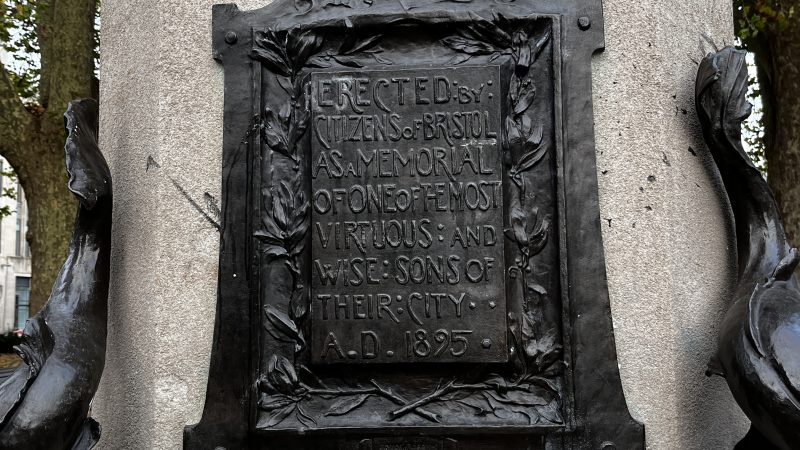 ERECTED:BY:
CITIZENS of BRISTOL
AS A MEMORIAL
OF ONE OF THE MOST
VIRTUOUS: AND
WISE: SONS OF
THEIR: CITY · ·
A.D. 1895 ·